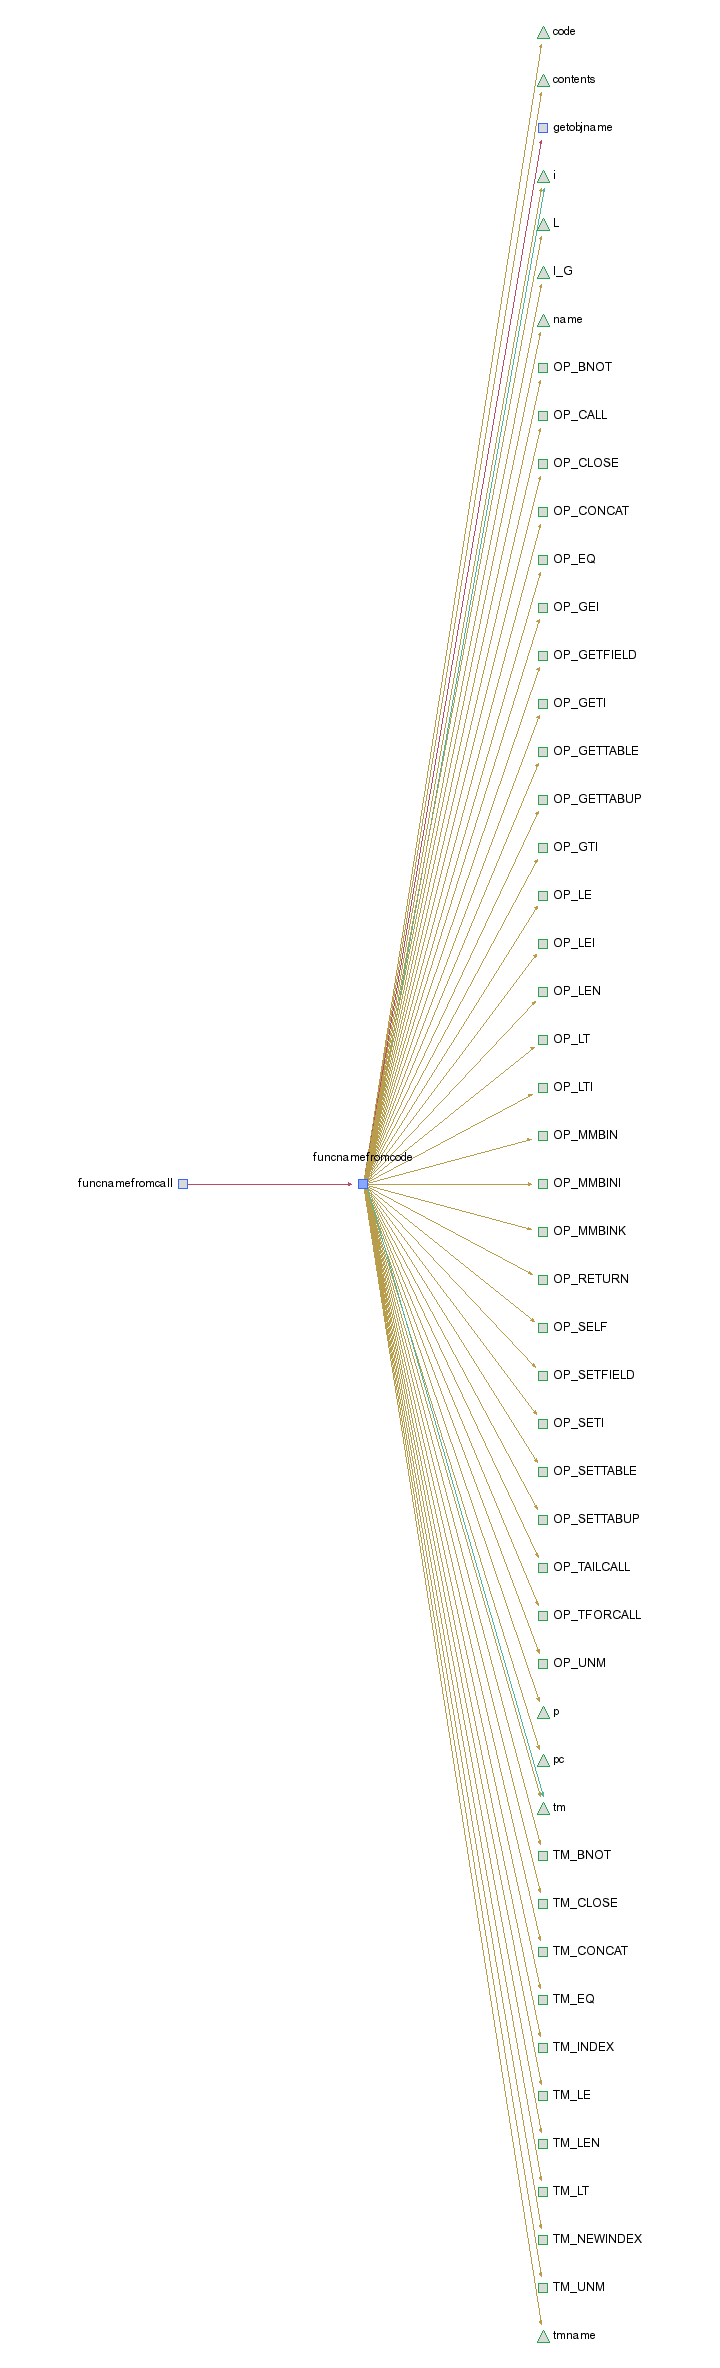 code
contents
getobjname
i
L
l_G
name
OP_BNOT
OP_CALL
OP_CLOSE
OP_CONCAT
OP_EQ
OP_GEI
OP_GETFIELD
OP_GETI
OP_GETTABLE
OP_GETTABUP
OP_GTI
OP_LE
OP_LEI
OP_LEN
OP_LT
OP_LTI
OP_MMBIN
funcnamefromcode
funcnamefromcall
OP_MMBINI
OP_MMBINK
OP_RETURN
OP_SELF
OP_SETFIELD
OP_SETI
OP_SETTABLE
OP_SETTABUP
OP_TAILCALL
OP_TFORCALL
OP_UNM
p
pc
tm
TM_BNOT
TM_CLOSE
TM_CONCAT
TM_EQ
TM_INDEX
TM_LE
TM_LEN
TM_LT
TM_NEWINDEX
TM_UNM
tmname